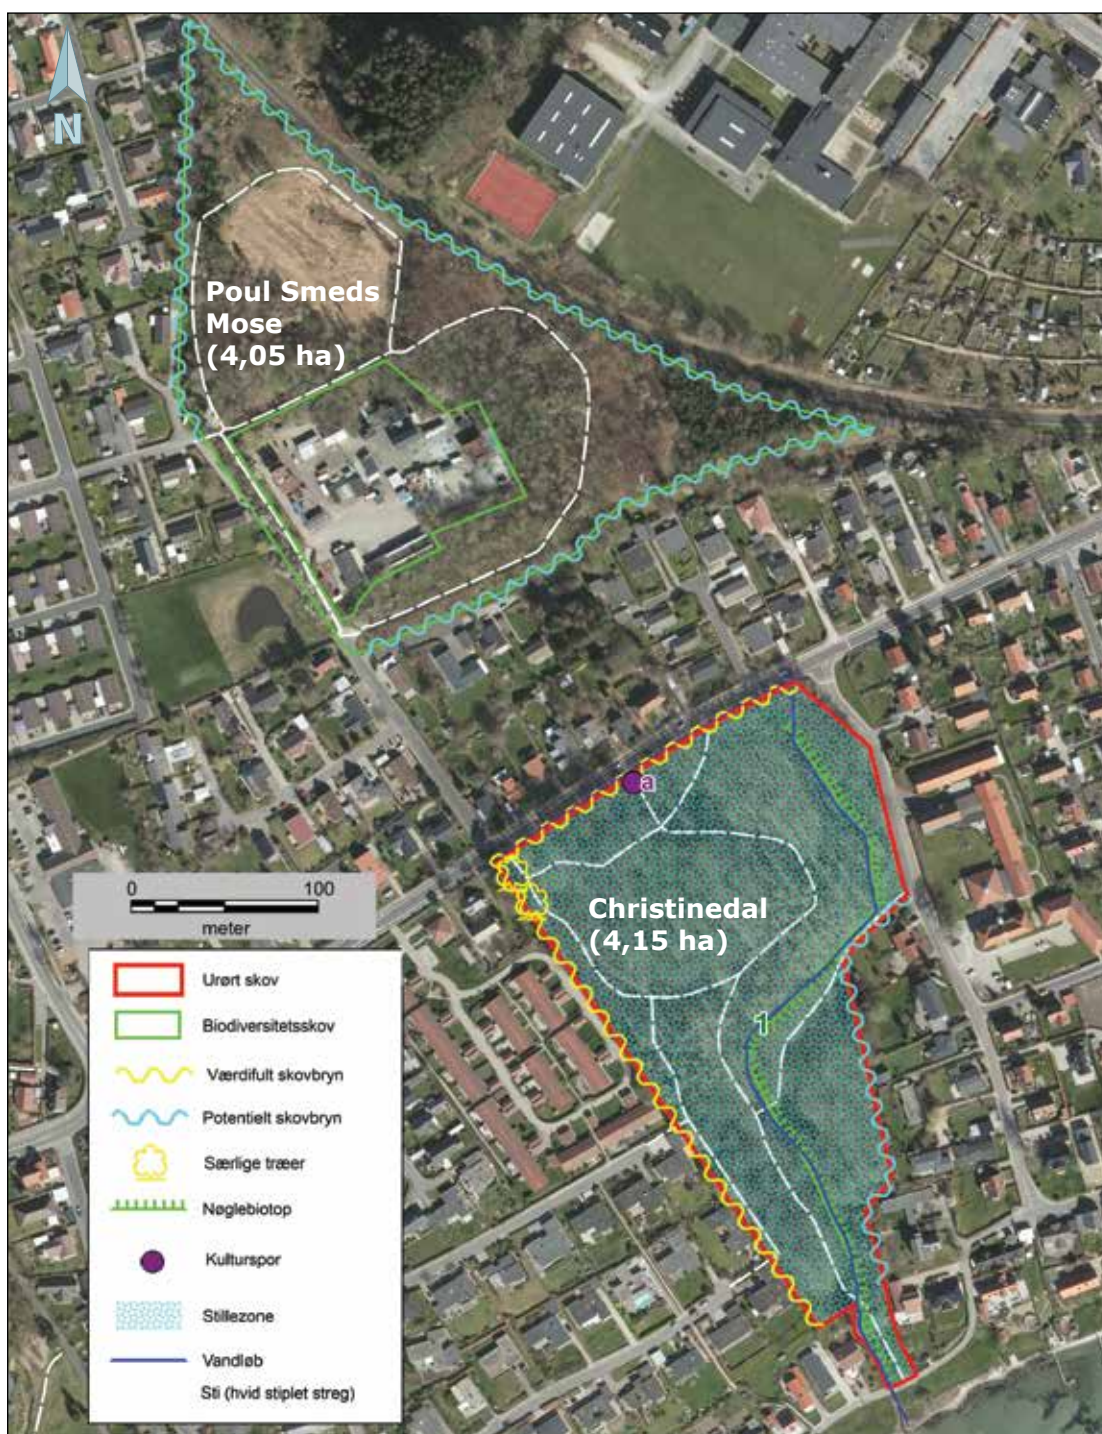 N
Poul Smeds
Mose
(4,05 ha)
a
Christinedal
(4,15 ha)
1
0 100
meter
Urørt skov
Biodiversitetsskov
Værdifult skovbryn
Potentielt skovbryn
Særlige træer
Nøglebiotop
Kulturspor
Stillezone
Vandløb
Sti (hvid stiplet streg)